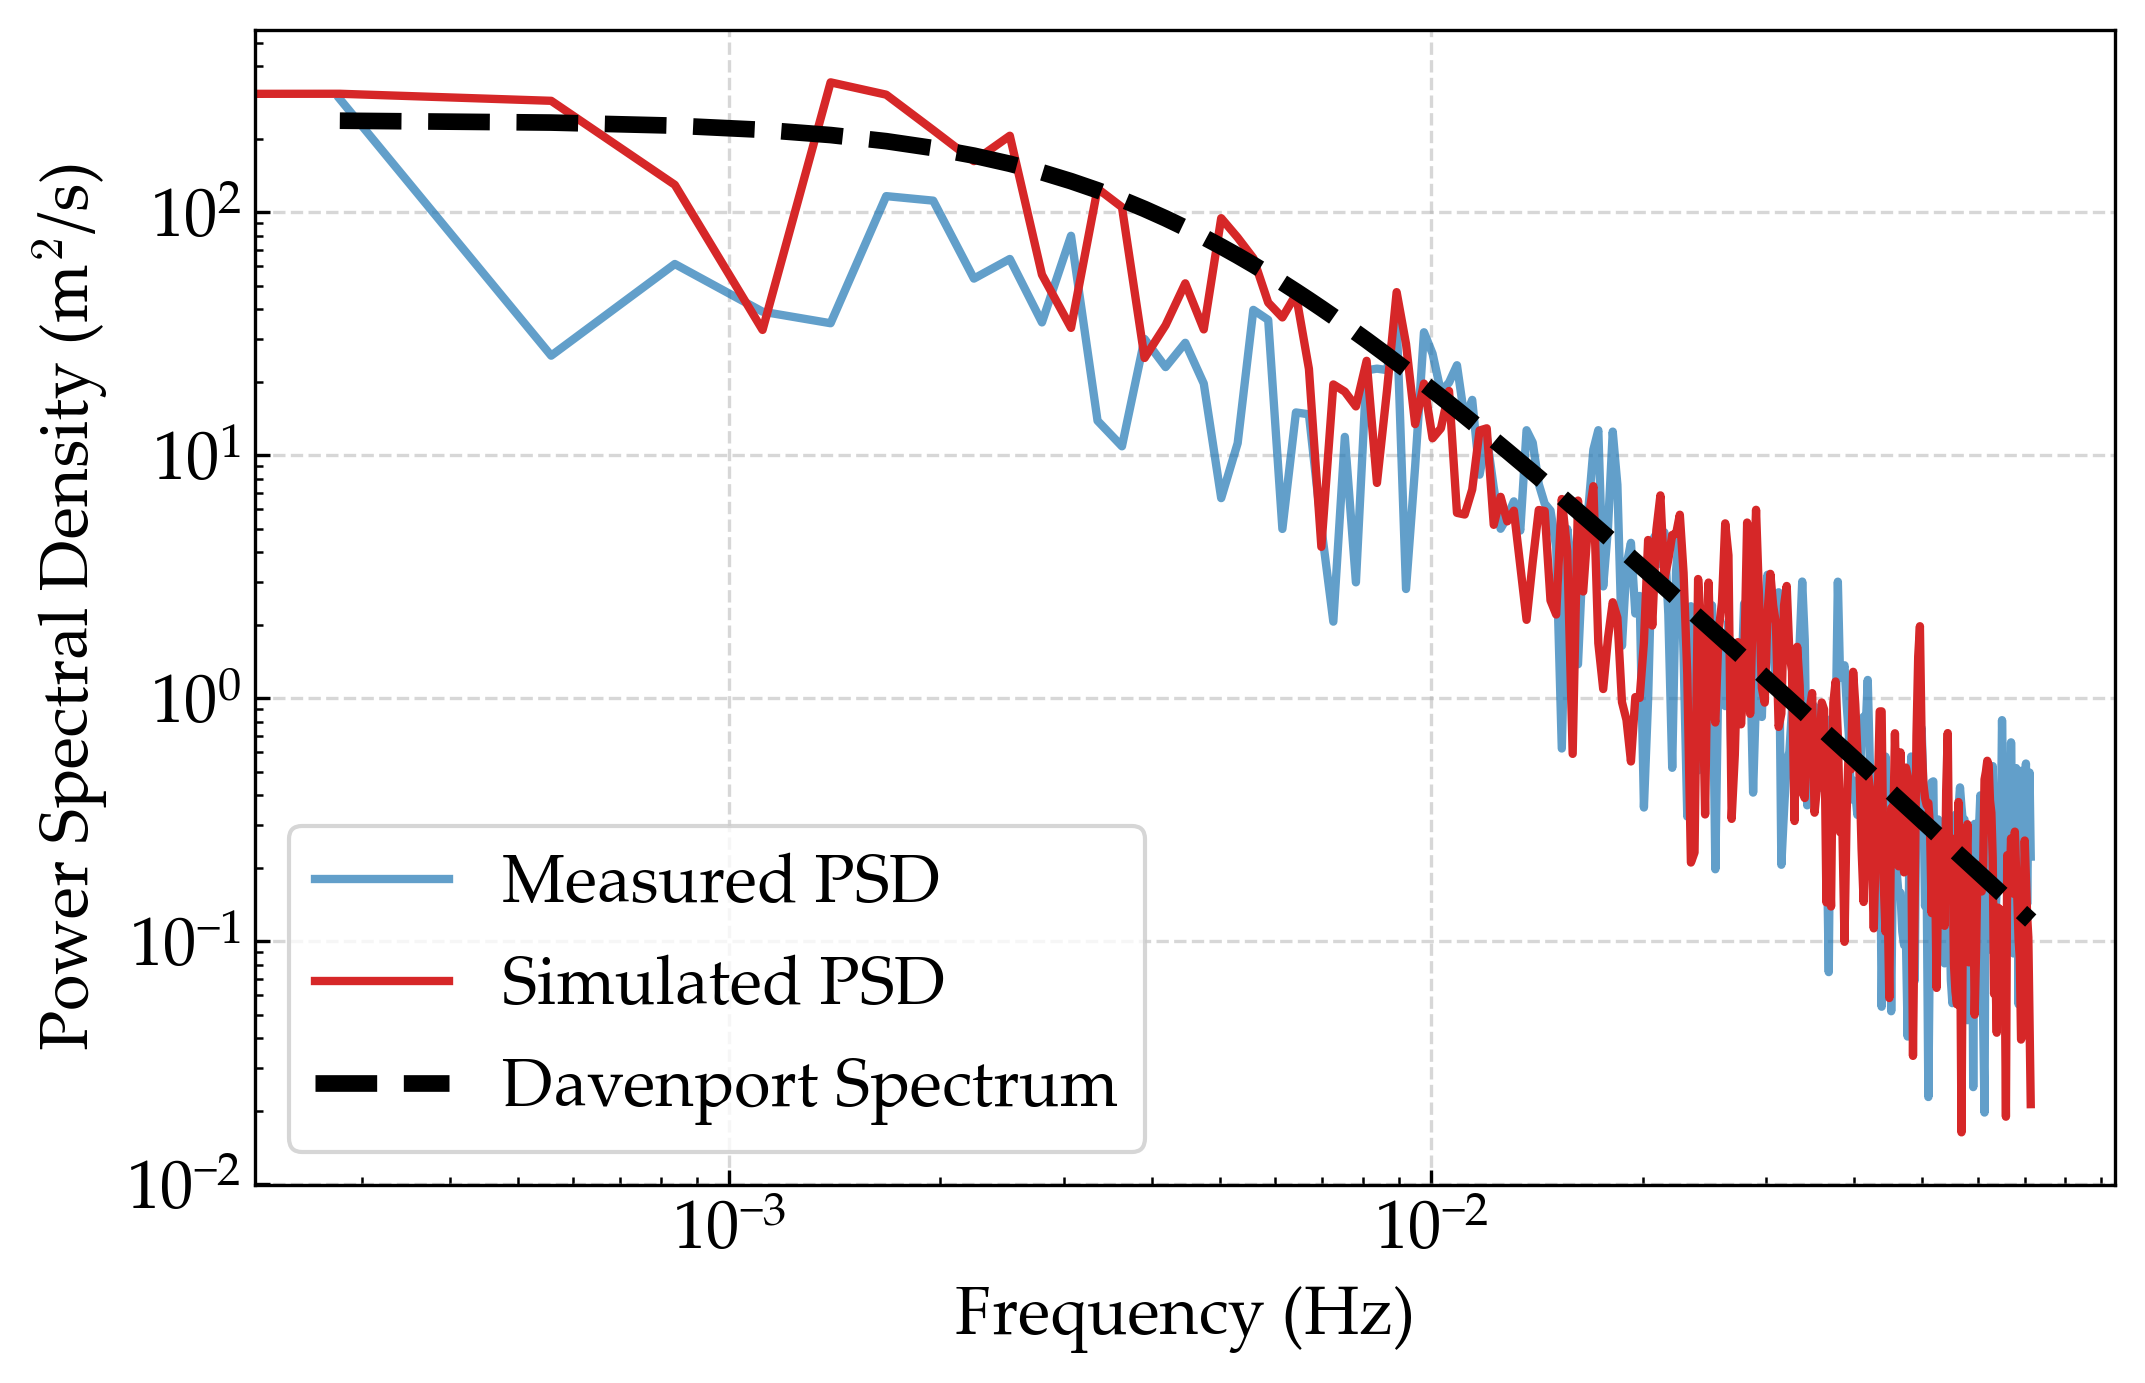 Power Spectral Density (m²/s)
10²
10¹
10⁰
10⁻¹
10⁻²
Measured PSD
Simulated PSD
Davenport Spectrum
10⁻³
10⁻²
Frequency (Hz)